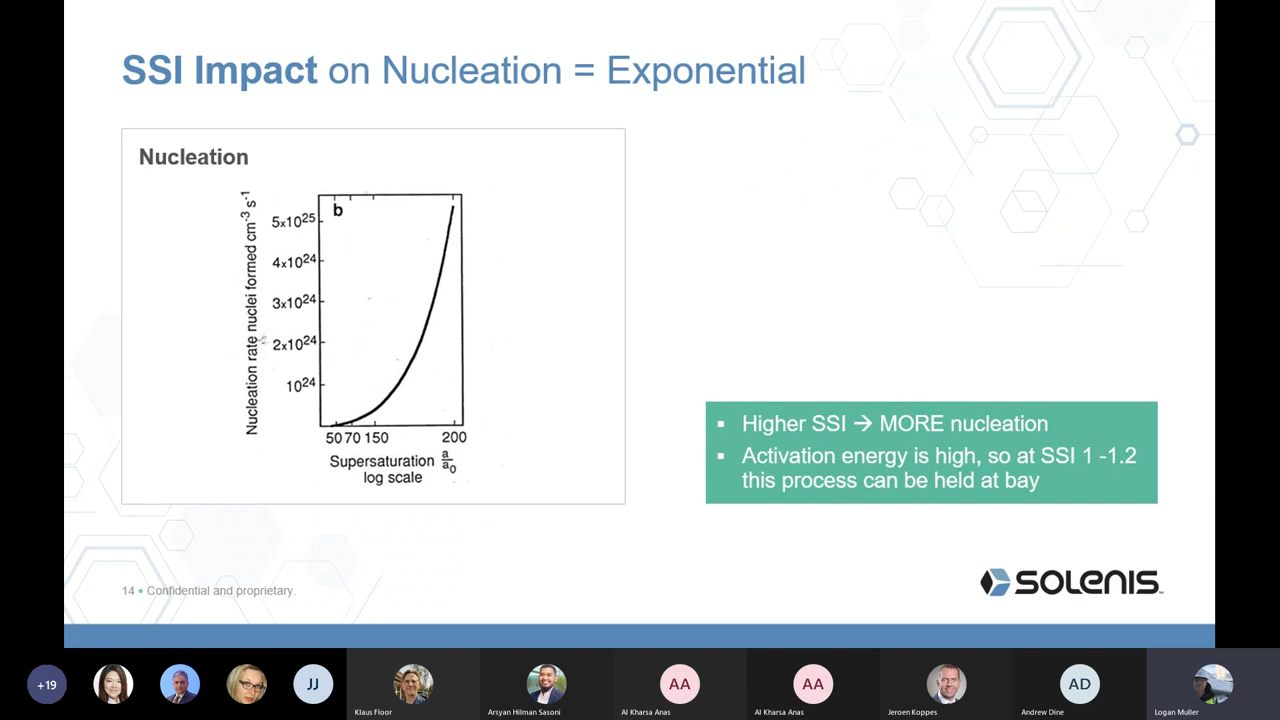 SSI Impact on Nucleation = Exponential
Nucleation
b
Nucleation rate nuclei formed cm⁻³ s⁻¹
5x10²⁵
4x10²⁴
3x10²⁴
2x10²⁴
10²⁴
50 70 150 200
Supersaturation a/a₀
log scale
▪ Higher SSI → MORE nucleation
▪ Activation energy is high, so at SSI 1 -1.2
this process can be held at bay
14 • Confidential and proprietary.
SOLENIS™
+19
JJ
AA
AA
AD
Klaus Floor
Arsyan Hilman Sasoni
Al Kharsa Anas
Al Kharsa Anas
Jeroen Koppes
Andrew Dine
Logan Muller